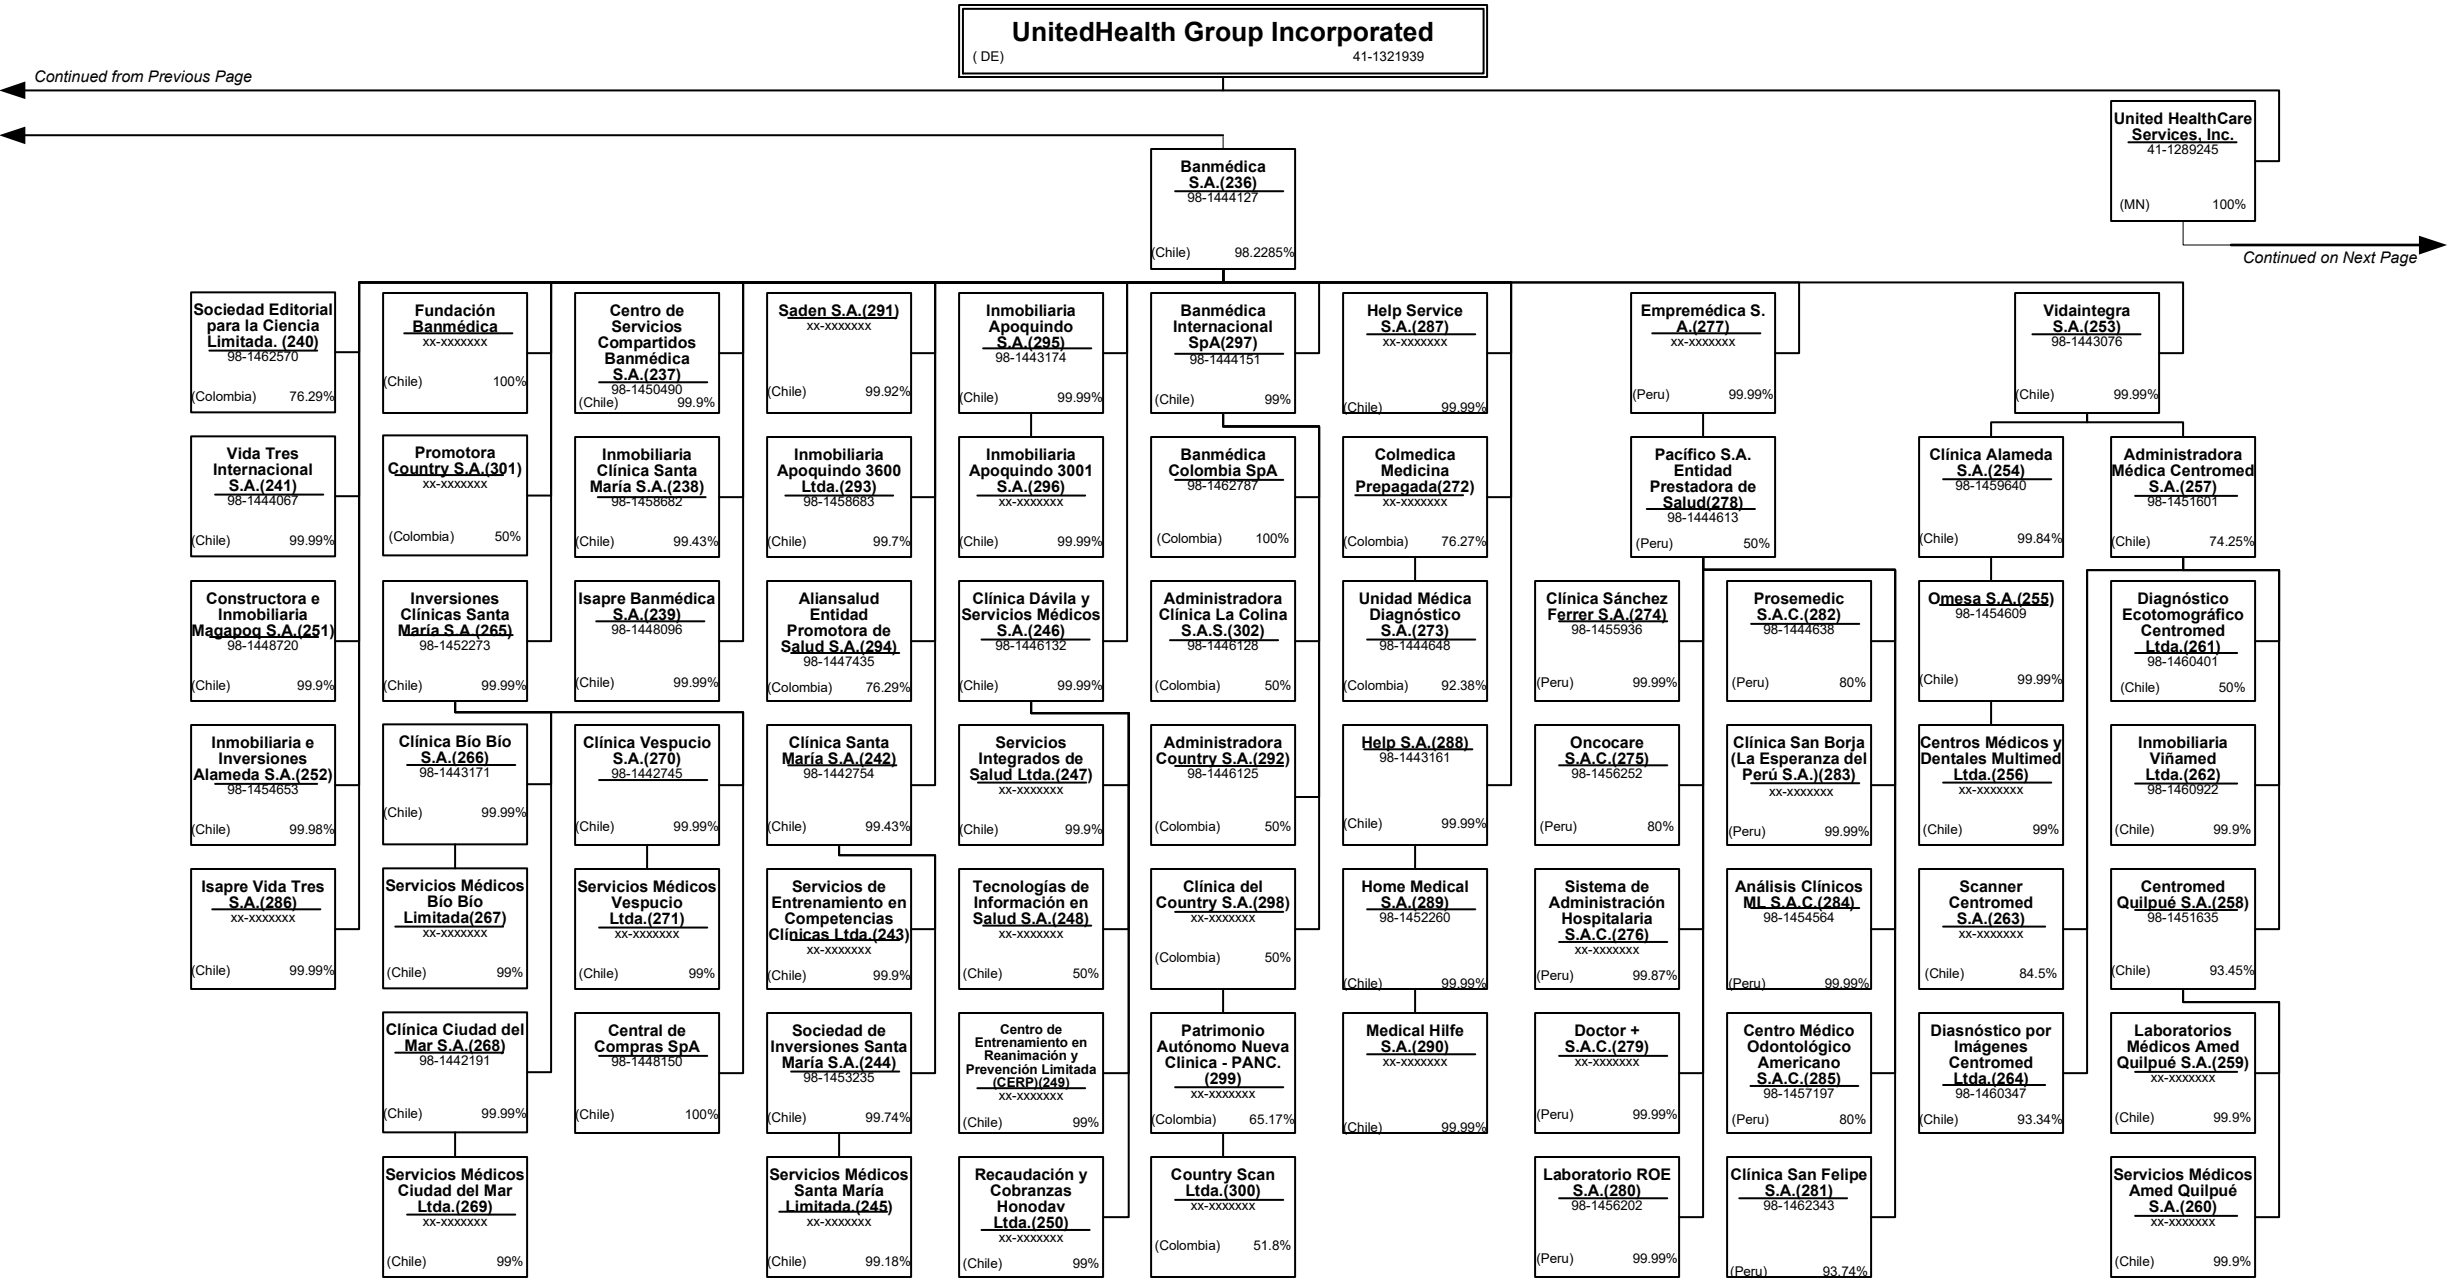 UnitedHealth Group Incorporated
( DE) 41-1321939
Continued from Previous Page
United HealthCare
Services, Inc.
41-1289245
(MN) 100%
Continued on Next Page
Banmédica
S.A.(236)
98-1444127
(Chile) 98.2285%
Sociedad Editorial
para la Ciencia
Limitada. (240)
98-1462570
(Colombia) 76.29%
Fundación
Banmédica
xx-xxxxxxx
(Chile) 100%
Centro de
Servicios
Compartidos
Banmédica
S.A.(237)
98-1450490
(Chile) 99.9%
Saden S.A.(291)
xx-xxxxxxx
(Chile) 99.92%
Inmobiliaria
Apoquindo
S.A.(295)
98-1443174
(Chile) 99.99%
Banmédica
Internacional
SpA(297)
98-1444151
(Chile) 99%
Help Service
S.A.(287)
xx-xxxxxxx
(Chile) 99.99%
Empremédica S.
A.(277)
xx-xxxxxxx
(Peru) 99.99%
Vidaintegra
S.A.(253)
98-1443076
(Chile) 99.99%
Vida Tres
Internacional
S.A.(241)
98-1444067
(Chile) 99.99%
Promotora
Country S.A.(301)
xx-xxxxxxx
(Colombia) 50%
Inmobiliaria
Clínica Santa
María S.A.(238)
98-1458682
(Chile) 99.43%
Inmobiliaria
Apoquindo 3600
Ltda.(293)
98-1458683
(Chile) 99.7%
Inmobiliaria
Apoquindo 3001
S.A.(296)
xx-xxxxxxx
(Chile) 99.99%
Banmédica
Colombia SpA
98-1462787
(Colombia) 100%
Colmedica
Medicina
Prepagada(272)
xx-xxxxxxx
(Colombia) 76.27%
Pacífico S.A.
Entidad
Prestadora de
Salud(278)
98-1444613
(Peru) 50%
Clínica Alameda
S.A.(254)
98-1459640
(Chile) 99.84%
Administradora
Médica Centromed
S.A.(257)
98-1451601
(Chile) 74.25%
Constructora e
Inmobiliaria
Magapoq S.A.(251)
98-1448720
(Chile) 99.9%
Inversiones
Clínicas Santa
María S.A.(265)
98-1452273
(Chile) 99.99%
Isapre Banmédica
S.A.(239)
98-1448096
(Chile) 99.99%
Aliansalud
Entidad
Promotora de
Salud S.A.(294)
98-1447435
(Colombia) 76.29%
Clínica Dávila y
Servicios Médicos
S.A.(246)
98-1446132
(Chile) 99.99%
Administradora
Clínica La Colina
S.A.S.(302)
98-1446128
(Colombia) 50%
Unidad Médica
Diagnóstico
S.A.(273)
98-1444648
(Colombia) 92.38%
Clínica Sánchez
Ferrer S.A.(274)
98-1455936
(Peru) 99.99%
Prosemedic
S.A.C.(282)
98-1444638
(Peru) 80%
Omesa S.A.(255)
98-1454609
(Chile) 99.99%
Diagnóstico
Ecotomográfico
Centromed
Ltda.(261)
98-1460401
(Chile) 50%
Inmobiliaria e
Inversiones
Alameda S.A.(252)
98-1454653
(Chile) 99.98%
Clínica Bío Bío
S.A.(266)
98-1443171
(Chile) 99.99%
Clínica Vespucio
S.A.(270)
98-1442745
(Chile) 99.99%
Clínica Santa
María S.A.(242)
98-1442754
(Chile) 99.43%
Servicios
Integrados de
Salud Ltda.(247)
xx-xxxxxxx
(Chile) 99.9%
Administradora
Country S.A.(292)
98-1446125
(Colombia) 50%
Help S.A.(288)
98-1443161
(Chile) 99.99%
Oncocare
S.A.C.(275)
98-1456252
(Peru) 80%
Clínica San Borja
(La Esperanza del
Perú S.A.)(283)
xx-xxxxxxx
(Peru) 99.99%
Centros Médicos y
Dentales Multimed
Ltda.(256)
xx-xxxxxxx
(Chile) 99%
Inmobiliaria
Viñamed
Ltda.(262)
98-1460922
(Chile) 99.9%
Isapre Vida Tres
S.A.(286)
xx-xxxxxxx
(Chile) 99.99%
Servicios Médicos
Bío Bío
Limitada(267)
xx-xxxxxxx
(Chile) 99%
Servicios Médicos
Vespucio
Ltda.(271)
xx-xxxxxxx
(Chile) 99%
Servicios de
Entrenamiento en
Competencias
Clínicas Ltda.(243)
xx-xxxxxxx
(Chile) 99.9%
Tecnologías de
Información en
Salud S.A.(248)
xx-xxxxxxx
(Chile) 50%
Clínica del
Country S.A.(298)
xx-xxxxxxx
(Colombia) 50%
Home Medical
S.A.(289)
98-1452260
(Chile) 99.99%
Sistema de
Administración
Hospitalaria
S.A.C.(276)
xx-xxxxxxx
(Peru) 99.87%
Análisis Clínicos
ML S.A.C.(284)
98-1454564
(Peru) 99.99%
Scanner
Centromed
S.A.(263)
xx-xxxxxxx
(Chile) 84.5%
Centromed
Quilpué S.A.(258)
98-1451635
(Chile) 93.45%
Clínica Ciudad del
Mar S.A.(268)
98-1442191
(Chile) 99.99%
Central de
Compras SpA
98-1448150
(Chile) 100%
Sociedad de
Inversiones Santa
María S.A.(244)
98-1453235
(Chile) 99.74%
Centro de
Entrenamiento en
Reanimación y
Prevención Limitada
(CERP)(249)
xx-xxxxxxx
(Chile) 99%
Patrimonio
Autónomo Nueva
Clinica - PANC.
(299)
xx-xxxxxxx
(Colombia) 65.17%
Medical Hilfe
S.A.(290)
xx-xxxxxxx
(Chile) 99.99%
Doctor +
S.A.C.(279)
xx-xxxxxxx
(Peru) 99.99%
Centro Médico
Odontológico
Americano
S.A.C.(285)
98-1457197
(Peru) 80%
Diasnóstico por
Imágenes
Centromed
Ltda.(264)
98-1460347
(Chile) 93.34%
Laboratorios
Médicos Amed
Quilpué S.A.(259)
xx-xxxxxxx
(Chile) 99.9%
Servicios Médicos
Ciudad del Mar
Ltda.(269)
xx-xxxxxxx
(Chile) 99%
Servicios Médicos
Santa María
Limitada.(245)
xx-xxxxxxx
(Chile) 99.18%
Recaudación y
Cobranzas
Honodav
Ltda.(250)
xx-xxxxxxx
(Chile) 99%
Country Scan
Ltda.(300)
xx-xxxxxxx
(Colombia) 51.8%
Laboratorio ROE
S.A.(280)
98-1456202
(Peru) 99.99%
Clínica San Felipe
S.A.(281)
98-1462343
(Peru) 93.74%
Servicios Médicos
Amed Quilpué
S.A.(260)
xx-xxxxxxx
(Chile) 99.9%